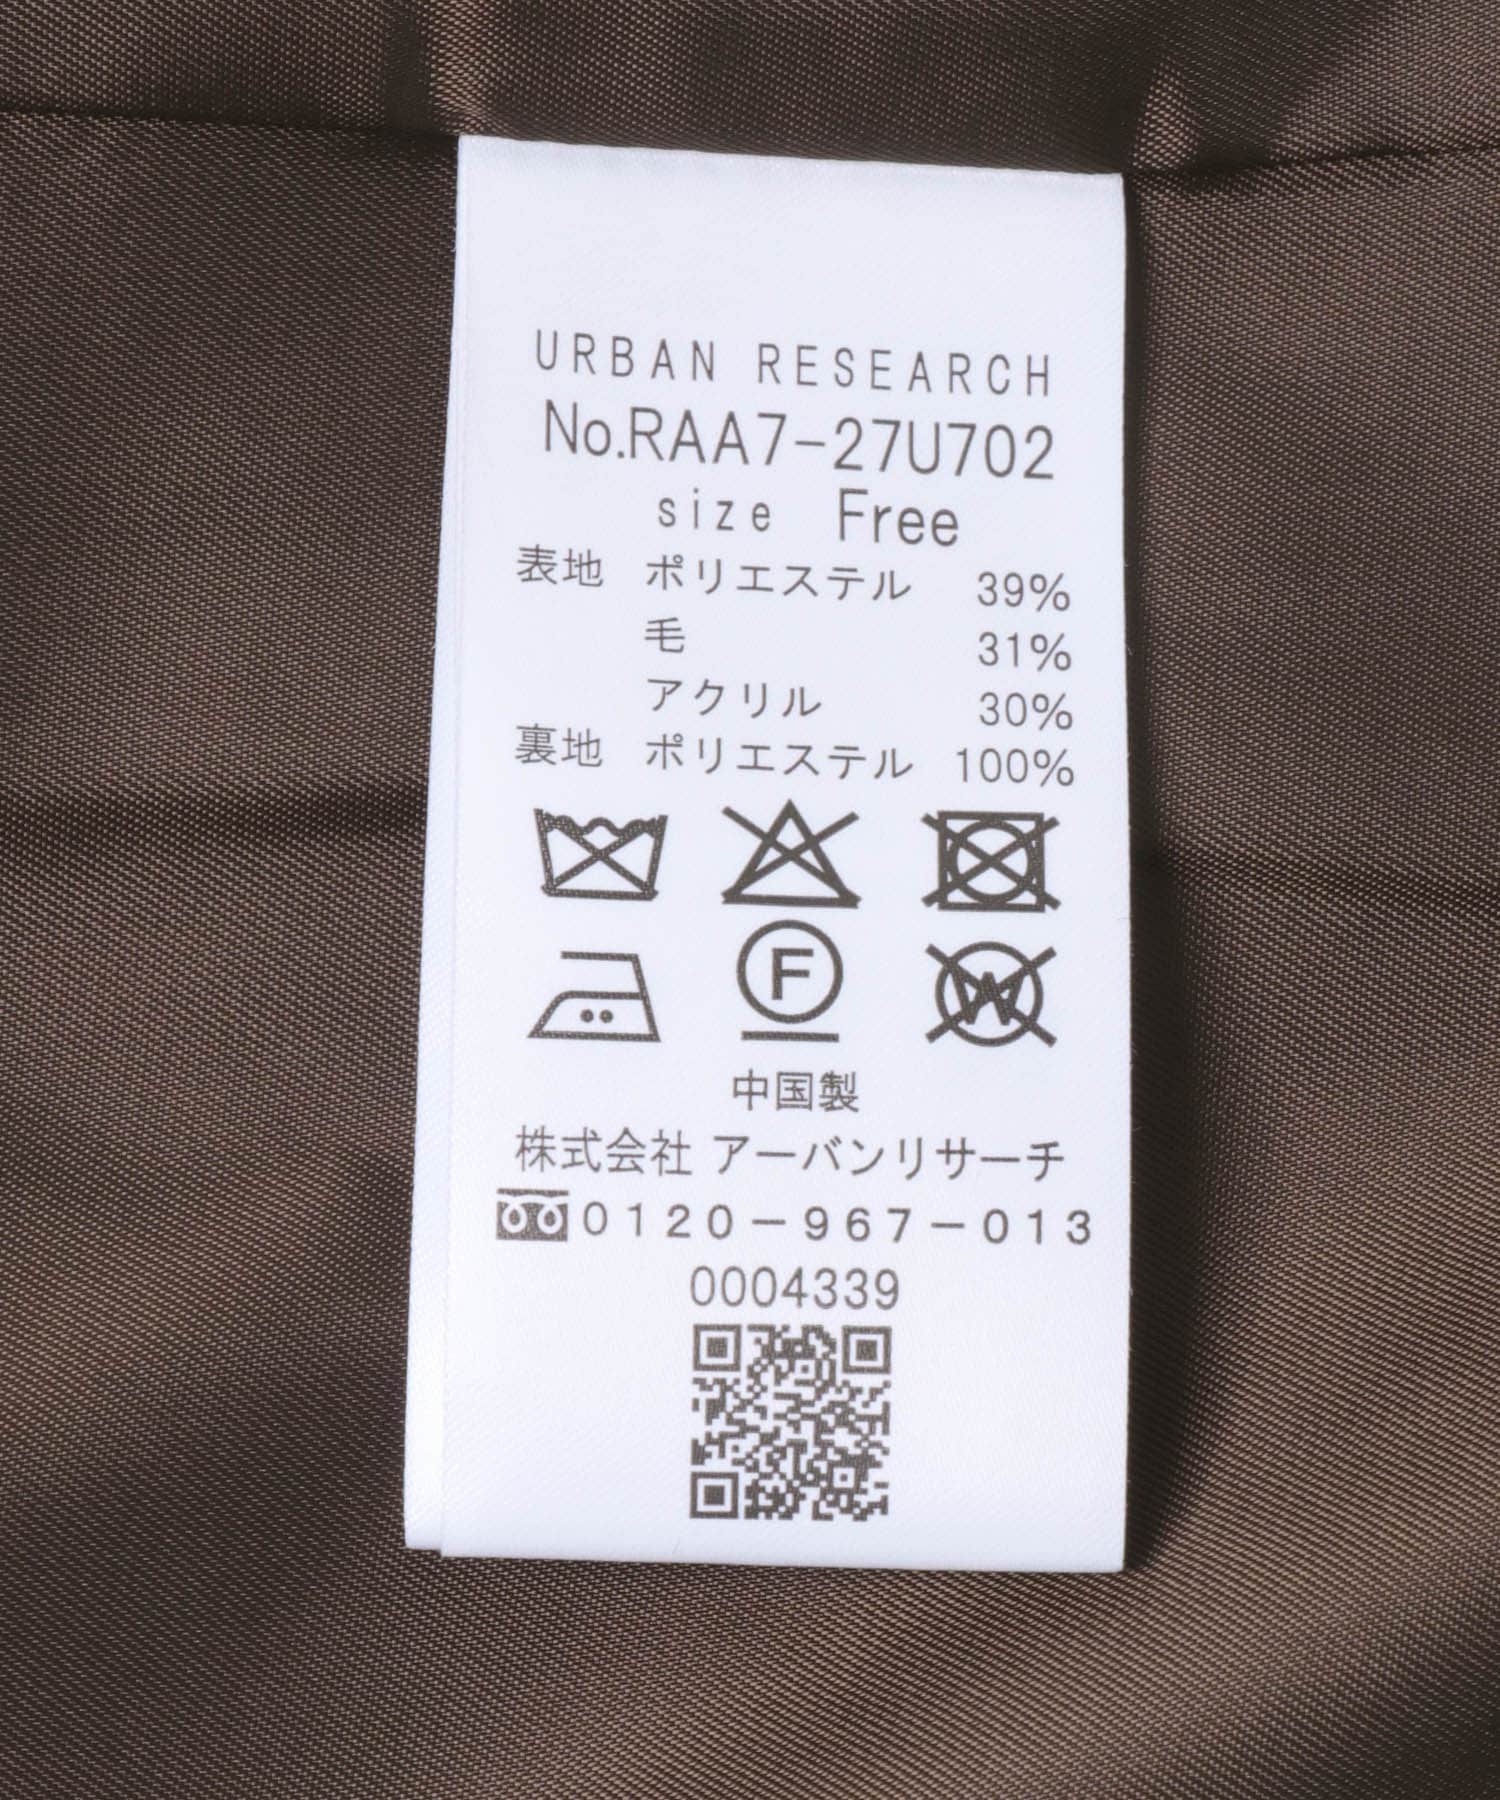 URBAN RESEARCH
No.RAA7-27U702
size Free
表地 ポリエステル 39%
毛 31%
アクリル 30%
裏地 ポリエステル 100%
F W
中国製
株式会社 アーバンリサーチ
0120-967-013
0004339